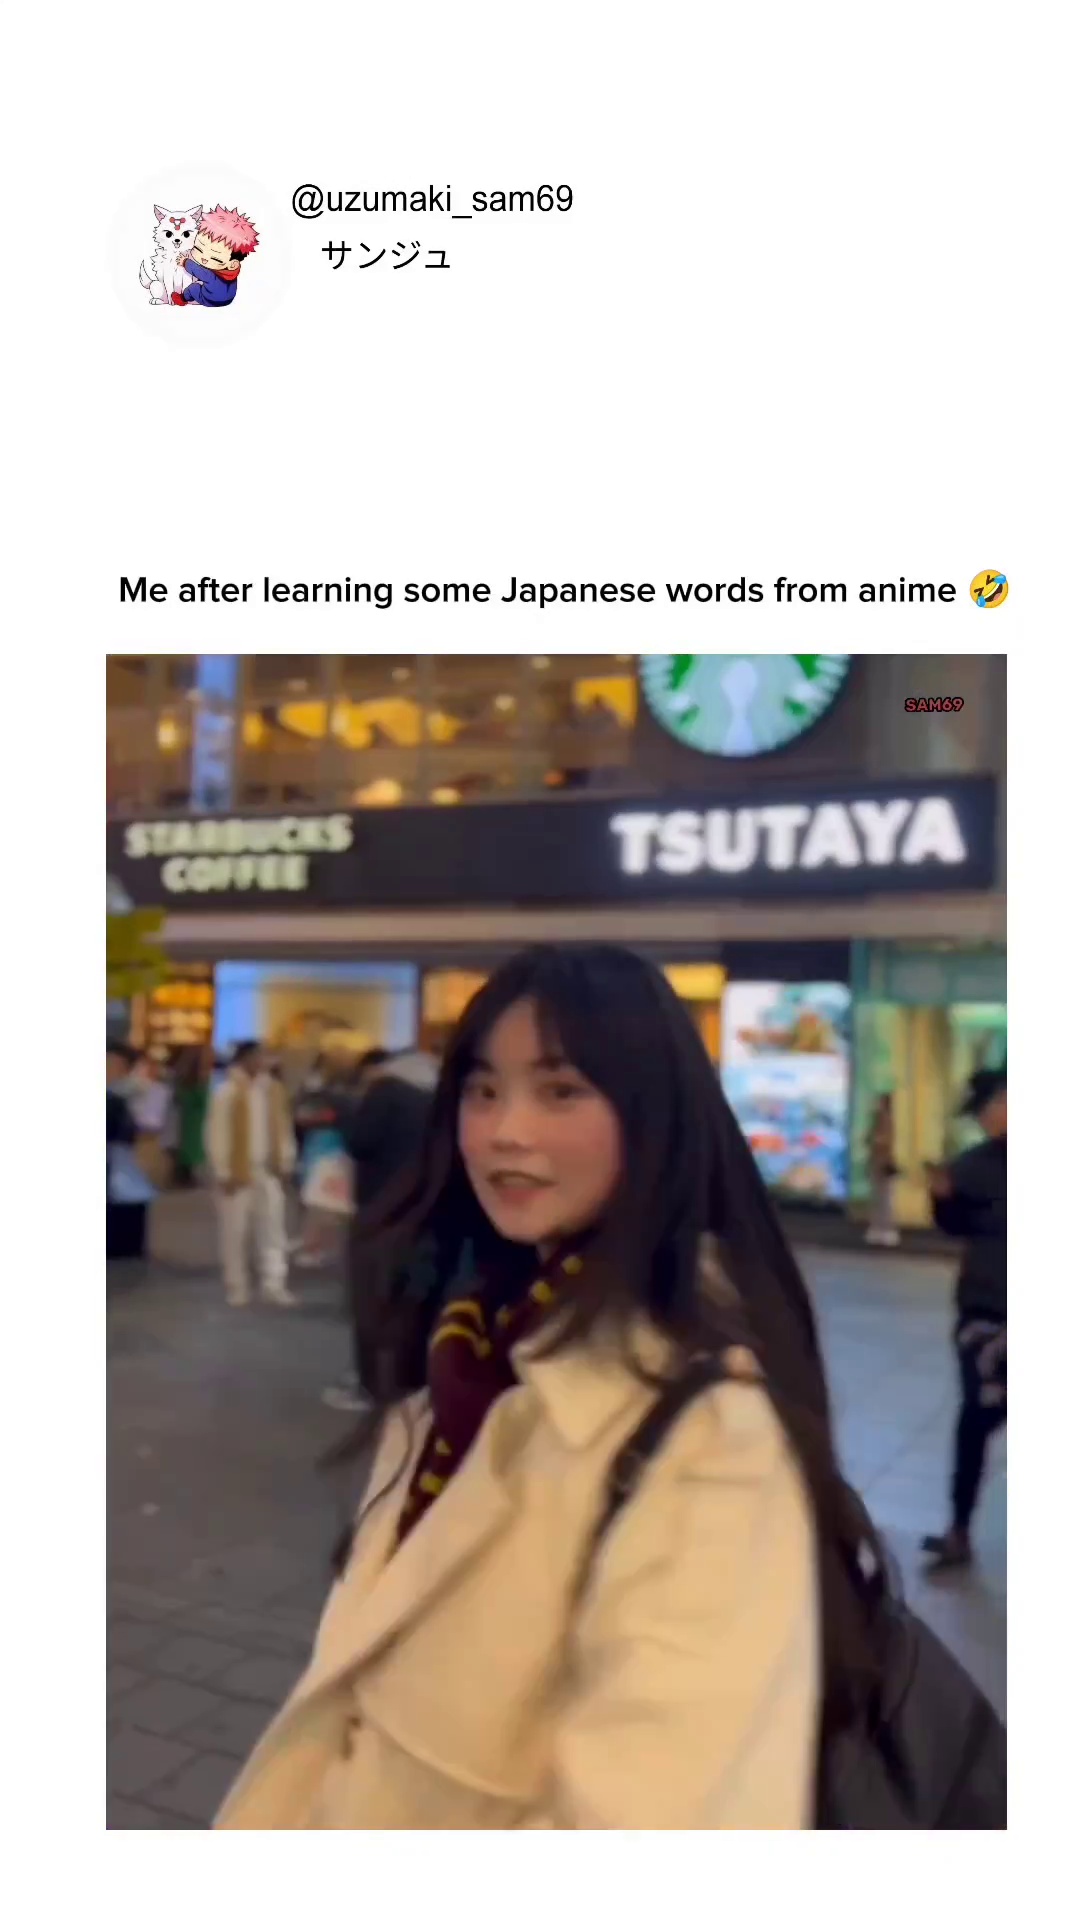 @uzumaki_sam69
サンジュ
Me after learning some Japanese words from anime 🤣
SAM69
STARBUCKS
COFFEE
TSUTAYA